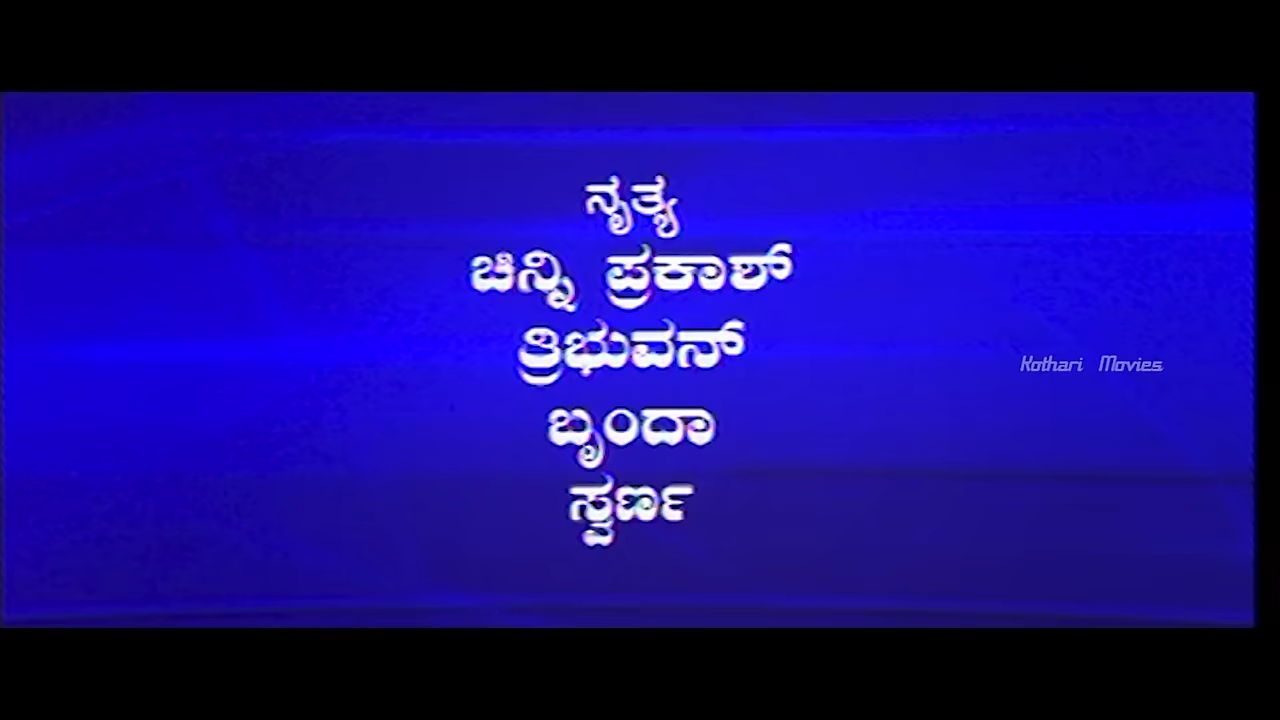 ನೃತ್ಯ
ಚಿನ್ನಿ ಪ್ರಕಾಶ್
ತ್ರಿಭುವನ್
ಬೃಂದಾ
ಸ್ವರ್ಣ
Kothari Movies